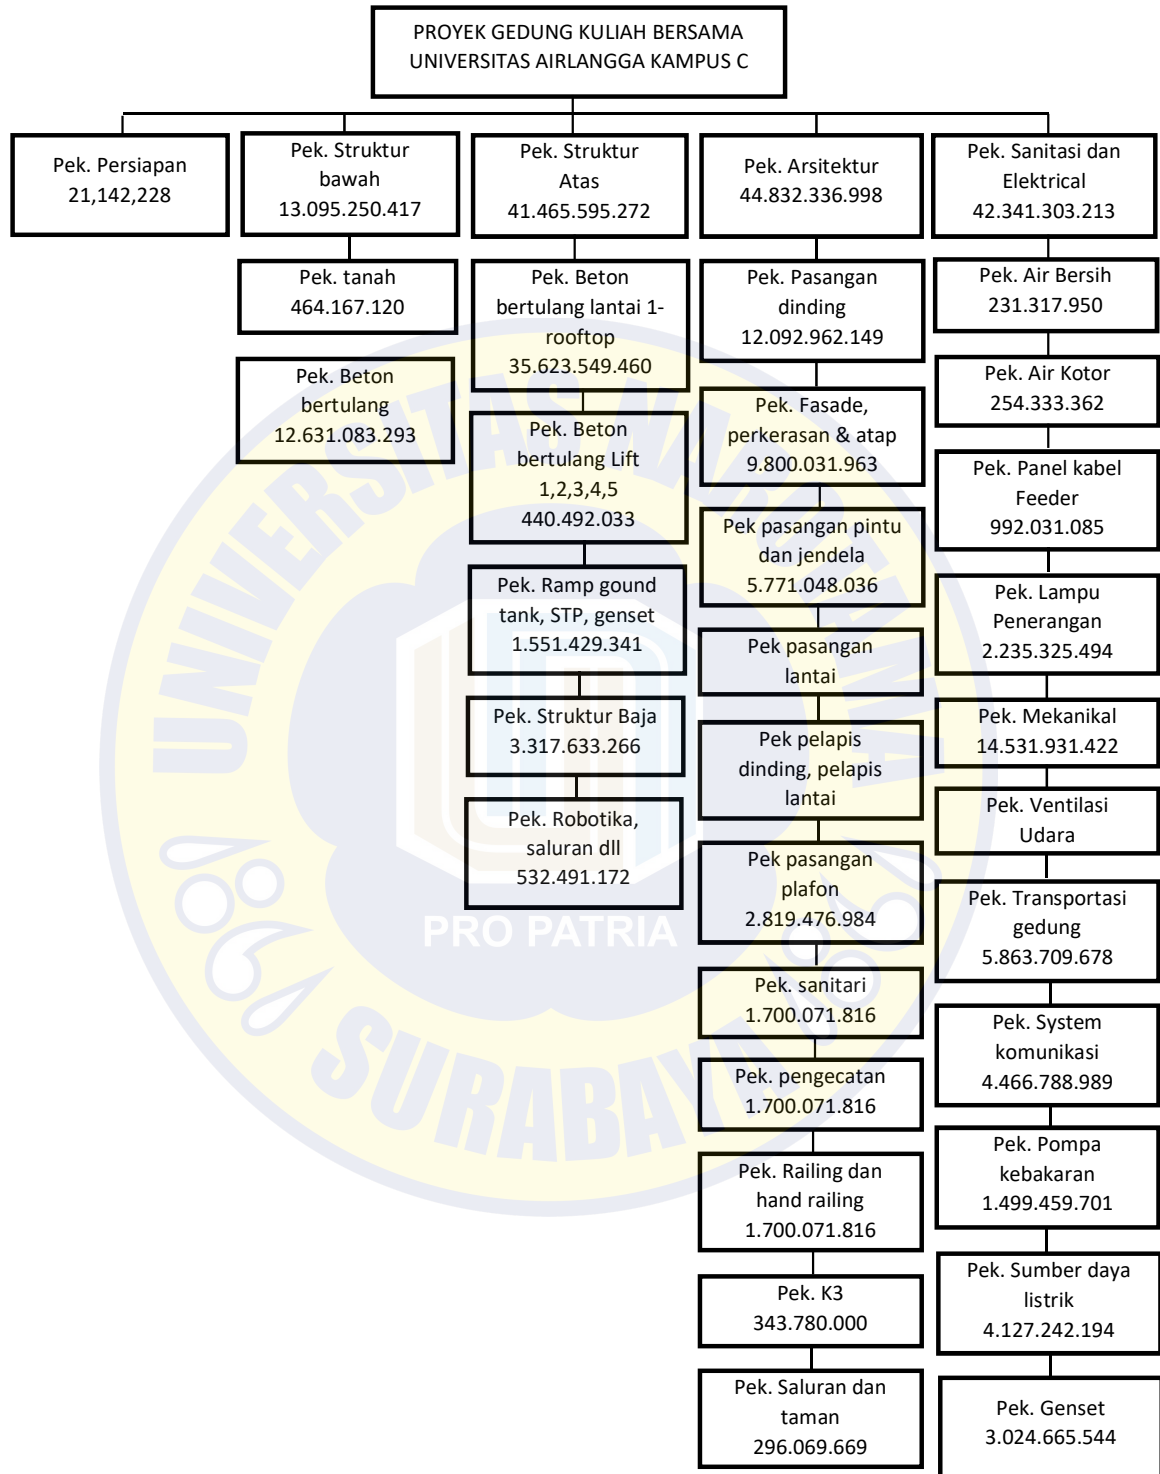 PROYEK GEDUNG KULIAH BERSAMA
UNIVERSITAS AIRLANGGA KAMPUS C
Pek. Persiapan
21,142,228
Pek. Struktur
bawah
13.095.250.417
Pek. tanah
464.167.120
Pek. Beton
bertulang
12.631.083.293
Pek. Struktur
Atas
41.465.595.272
Pek. Beton
bertulang lantai 1-
rooftop
35.623.549.460
Pek. Beton
bertulang Lift
1,2,3,4,5
440.492.033
Pek. Ramp gound
tank, STP, genset
1.551.429.341
Pek. Struktur Baja
3.317.633.266
Pek. Robotika,
saluran dll
532.491.172
Pek. Arsitektur
44.832.336.998
Pek. Pasangan
dinding
12.092.962.149
Pek. Fasade,
perkerasan & atap
9.800.031.963
Pek pasangan pintu
dan jendela
5.771.048.036
Pek pasangan
lantai
Pek pelapis
dinding, pelapis
lantai
Pek pasangan
plafon
2.819.476.984
Pek. sanitari
1.700.071.816
Pek. pengecatan
1.700.071.816
Pek. Railing dan
hand railing
1.700.071.816
Pek. K3
343.780.000
Pek. Saluran dan
taman
296.069.669
Pek. Sanitasi dan
Elektrical
42.341.303.213
Pek. Air Bersih
231.317.950
Pek. Air Kotor
254.333.362
Pek. Panel kabel
Feeder
992.031.085
Pek. Lampu
Penerangan
2.235.325.494
Pek. Mekanikal
14.531.931.422
Pek. Ventilasi
Udara
Pek. Transportasi
gedung
5.863.709.678
Pek. System
komunikasi
4.466.788.989
Pek. Pompa
kebakaran
1.499.459.701
Pek. Sumber daya
listrik
4.127.242.194
Pek. Genset
3.024.665.544
UNIVERSITAS NAROTAMA
PRO PATRIA
SURABAYA